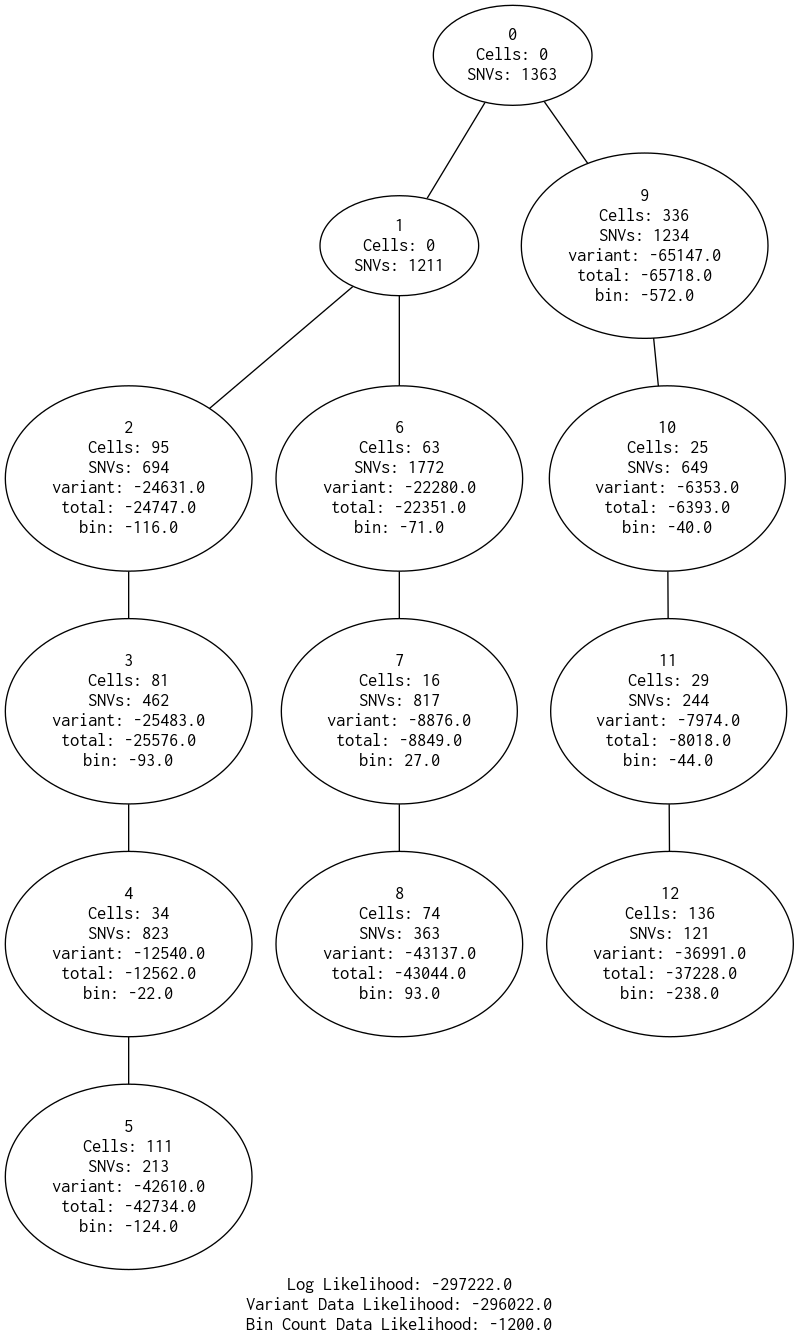 0
Cells: 0
SNVs: 1363
1
Cells: 0
SNVs: 1211
9
Cells: 336
SNVs: 1234
variant: -65147.0
total: -65718.0
bin: -572.0
2
Cells: 95
SNVs: 694
variant: -24631.0
total: -24747.0
bin: -116.0
6
Cells: 63
SNVs: 1772
variant: -22280.0
total: -22351.0
bin: -71.0
10
Cells: 25
SNVs: 649
variant: -6353.0
total: -6393.0
bin: -40.0
3
Cells: 81
SNVs: 462
variant: -25483.0
total: -25576.0
bin: -93.0
7
Cells: 16
SNVs: 817
variant: -8876.0
total: -8849.0
bin: 27.0
11
Cells: 29
SNVs: 244
variant: -7974.0
total: -8018.0
bin: -44.0
4
Cells: 34
SNVs: 823
variant: -12540.0
total: -12562.0
bin: -22.0
8
Cells: 74
SNVs: 363
variant: -43137.0
total: -43044.0
bin: 93.0
12
Cells: 136
SNVs: 121
variant: -36991.0
total: -37228.0
bin: -238.0
5
Cells: 111
SNVs: 213
variant: -42610.0
total: -42734.0
bin: -124.0
Log Likelihood: -297222.0
Variant Data Likelihood: -296022.0
Bin Count Data Likelihood: -1200.0